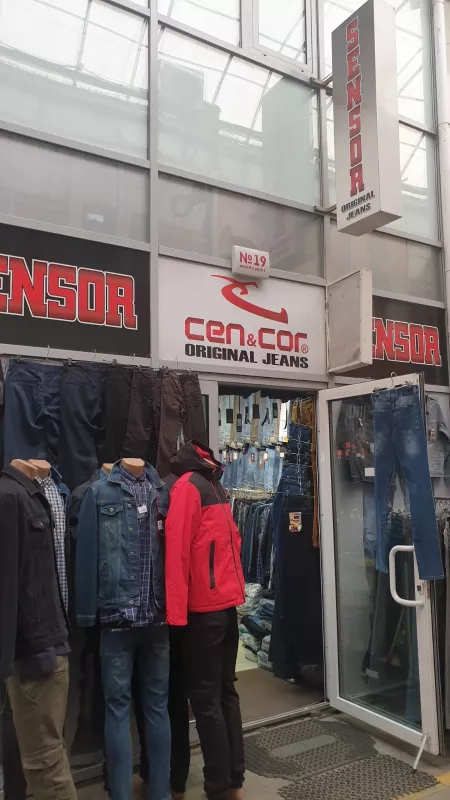 SENSOR
ORIGINAL
JEANS
№19
ENSOR
cen&cor®
ORIGINAL JEANS
ENSOR